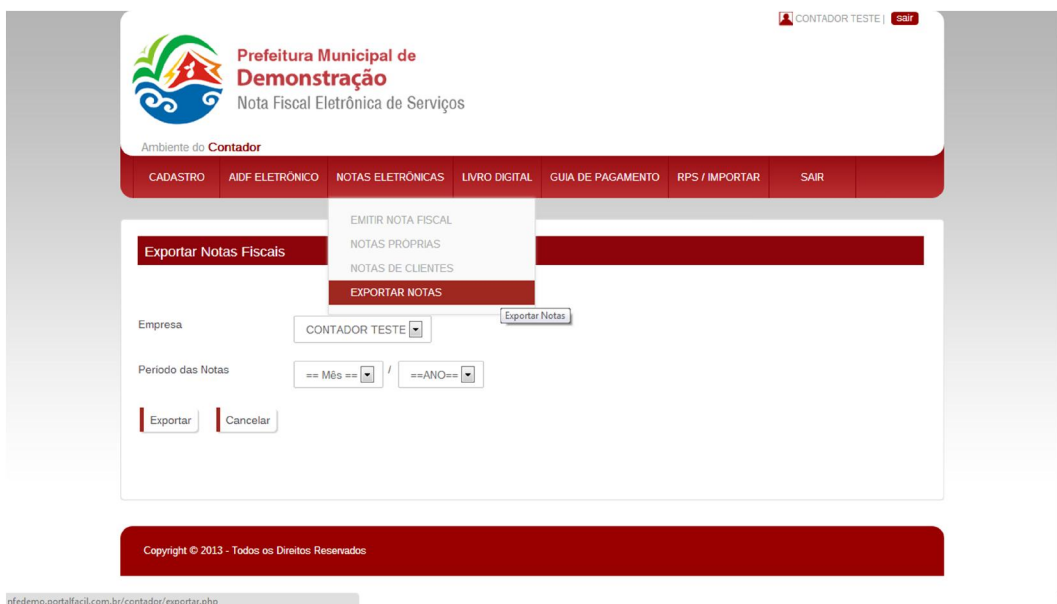 CONTADOR TESTE | sair
Prefeitura Municipal de
Demonstração
Nota Fiscal Eletrônica de Serviços
Ambiente do Contador
CADASTRO AIDF ELETRÔNICO NOTAS ELETRÔNICAS LIVRO DIGITAL GUIA DE PAGAMENTO RPS / IMPORTAR SAIR
EMITIR NOTA FISCAL
Exportar Notas Fiscais
NOTAS PRÓPRIAS
NOTAS DE CLIENTES
EXPORTAR NOTAS
Exportar Notas
Empresa CONTADOR TESTE
Periodo das Notas == Mês == / ==ANO==
Exportar Cancelar
Copyright © 2013 - Todos os Direitos Reservados
nfedemo.portalfacil.com.br/contador/exportar.php